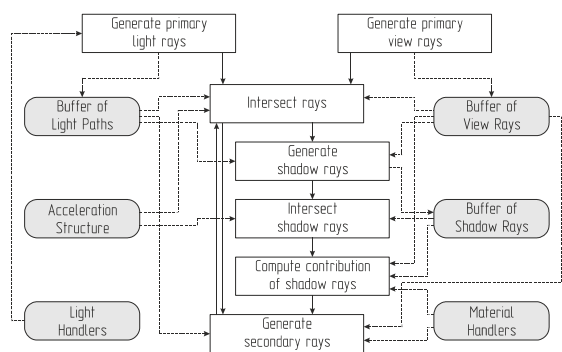 Generate primary
light rays
Generate primary
view rays
Buffer of
Light Paths
Intersect rays
Buffer of
View Rays
Generate
shadow rays
Acceleration
Structure
Intersect
shadow rays
Buffer of
Shadow Rays
Compute contribution
of shadow rays
Light
Handlers
Generate
secondary rays
Material
Handlers